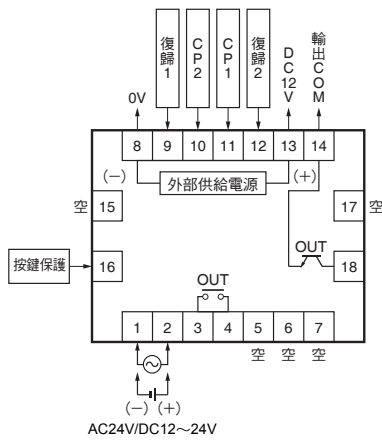 復歸1
CP2
CP1
復歸2
DC12V
輸出COM
0V
8
9
10
11
12
13
14
(−)
外部供給電源
(+)
空
15
17
空
OUT
按鍵保護
16
OUT
18
1
2
3
4
5
6
7
空
空
空
(−) (+)
AC24V/DC12～24V